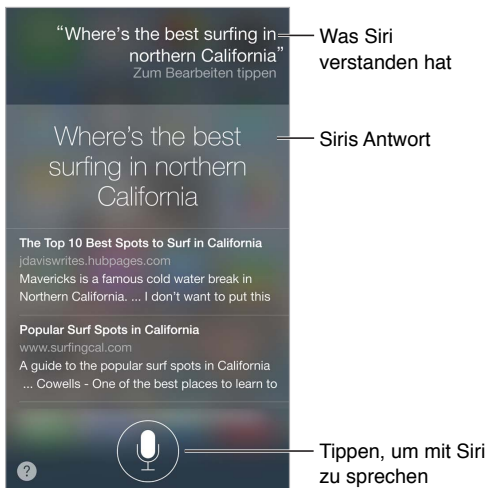 “Where’s the best surfing in
northern California”
Zum Bearbeiten tippen
Was Siri
verstanden hat
Where’s the best
surfing in northern
California
Siris Antwort
The Top 10 Best Spots to Surf in California
jdaviswrites.hubpages.com
Mavericks is a famous cold water break in
Northern California. ... I don’t want to put this
Popular Surf Spots in California
www.surfingcal.com
A guide to the popular surf spots in California
... Cowells - One of the best places to learn to
?
Tippen, um mit Siri
zu sprechen